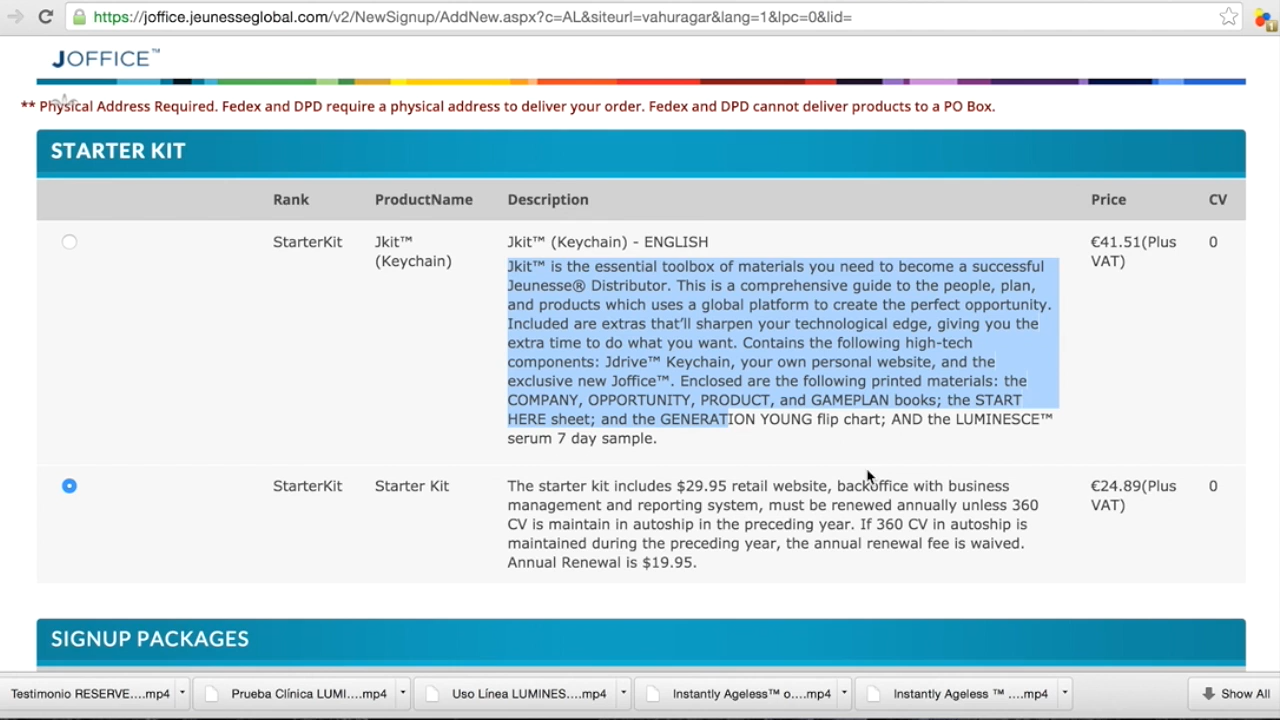 https://joffice.jeunesseglobal.com/v2/NewSignup/AddNew.aspx?c=AL&siteurl=vahuragar&lang=1&lpc=0&lid=
JOFFICE™
** Physical Address Required. Fedex and DPD require a physical address to deliver your order. Fedex and DPD cannot deliver products to a PO Box.
STARTER KIT
Rank ProductName Description Price CV
StarterKit Jkit™ (Keychain) Jkit™ (Keychain) - ENGLISH €41.51(Plus VAT) 0
Jkit™ is the essential toolbox of materials you need to become a successful
Jeunesse® Distributor. This is a comprehensive guide to the people, plan,
and products which uses a global platform to create the perfect opportunity.
Included are extras that’ll sharpen your technological edge, giving you the
extra time to do what you want. Contains the following high-tech
components: Jdrive™ Keychain, your own personal website, and the
exclusive new Joffice™. Enclosed are the following printed materials: the
COMPANY, OPPORTUNITY, PRODUCT, and GAMEPLAN books; the START
HERE sheet; and the GENERATION YOUNG flip chart; AND the LUMINESCE™
serum 7 day sample.
StarterKit Starter Kit The starter kit includes $29.95 retail website, backoffice with business €24.89(Plus VAT) 0
management and reporting system, must be renewed annually unless 360
CV is maintain in autoship in the preceding year. If 360 CV in autoship is
maintained during the preceding year, the annual renewal fee is waived.
Annual Renewal is $19.95.
SIGNUP PACKAGES
Testimonio RESERVE....mp4 Prueba Clínica LUMI....mp4 Uso Línea LUMINES....mp4 Instantly Ageless™ o....mp4 Instantly Ageless ™ ....mp4 Show All